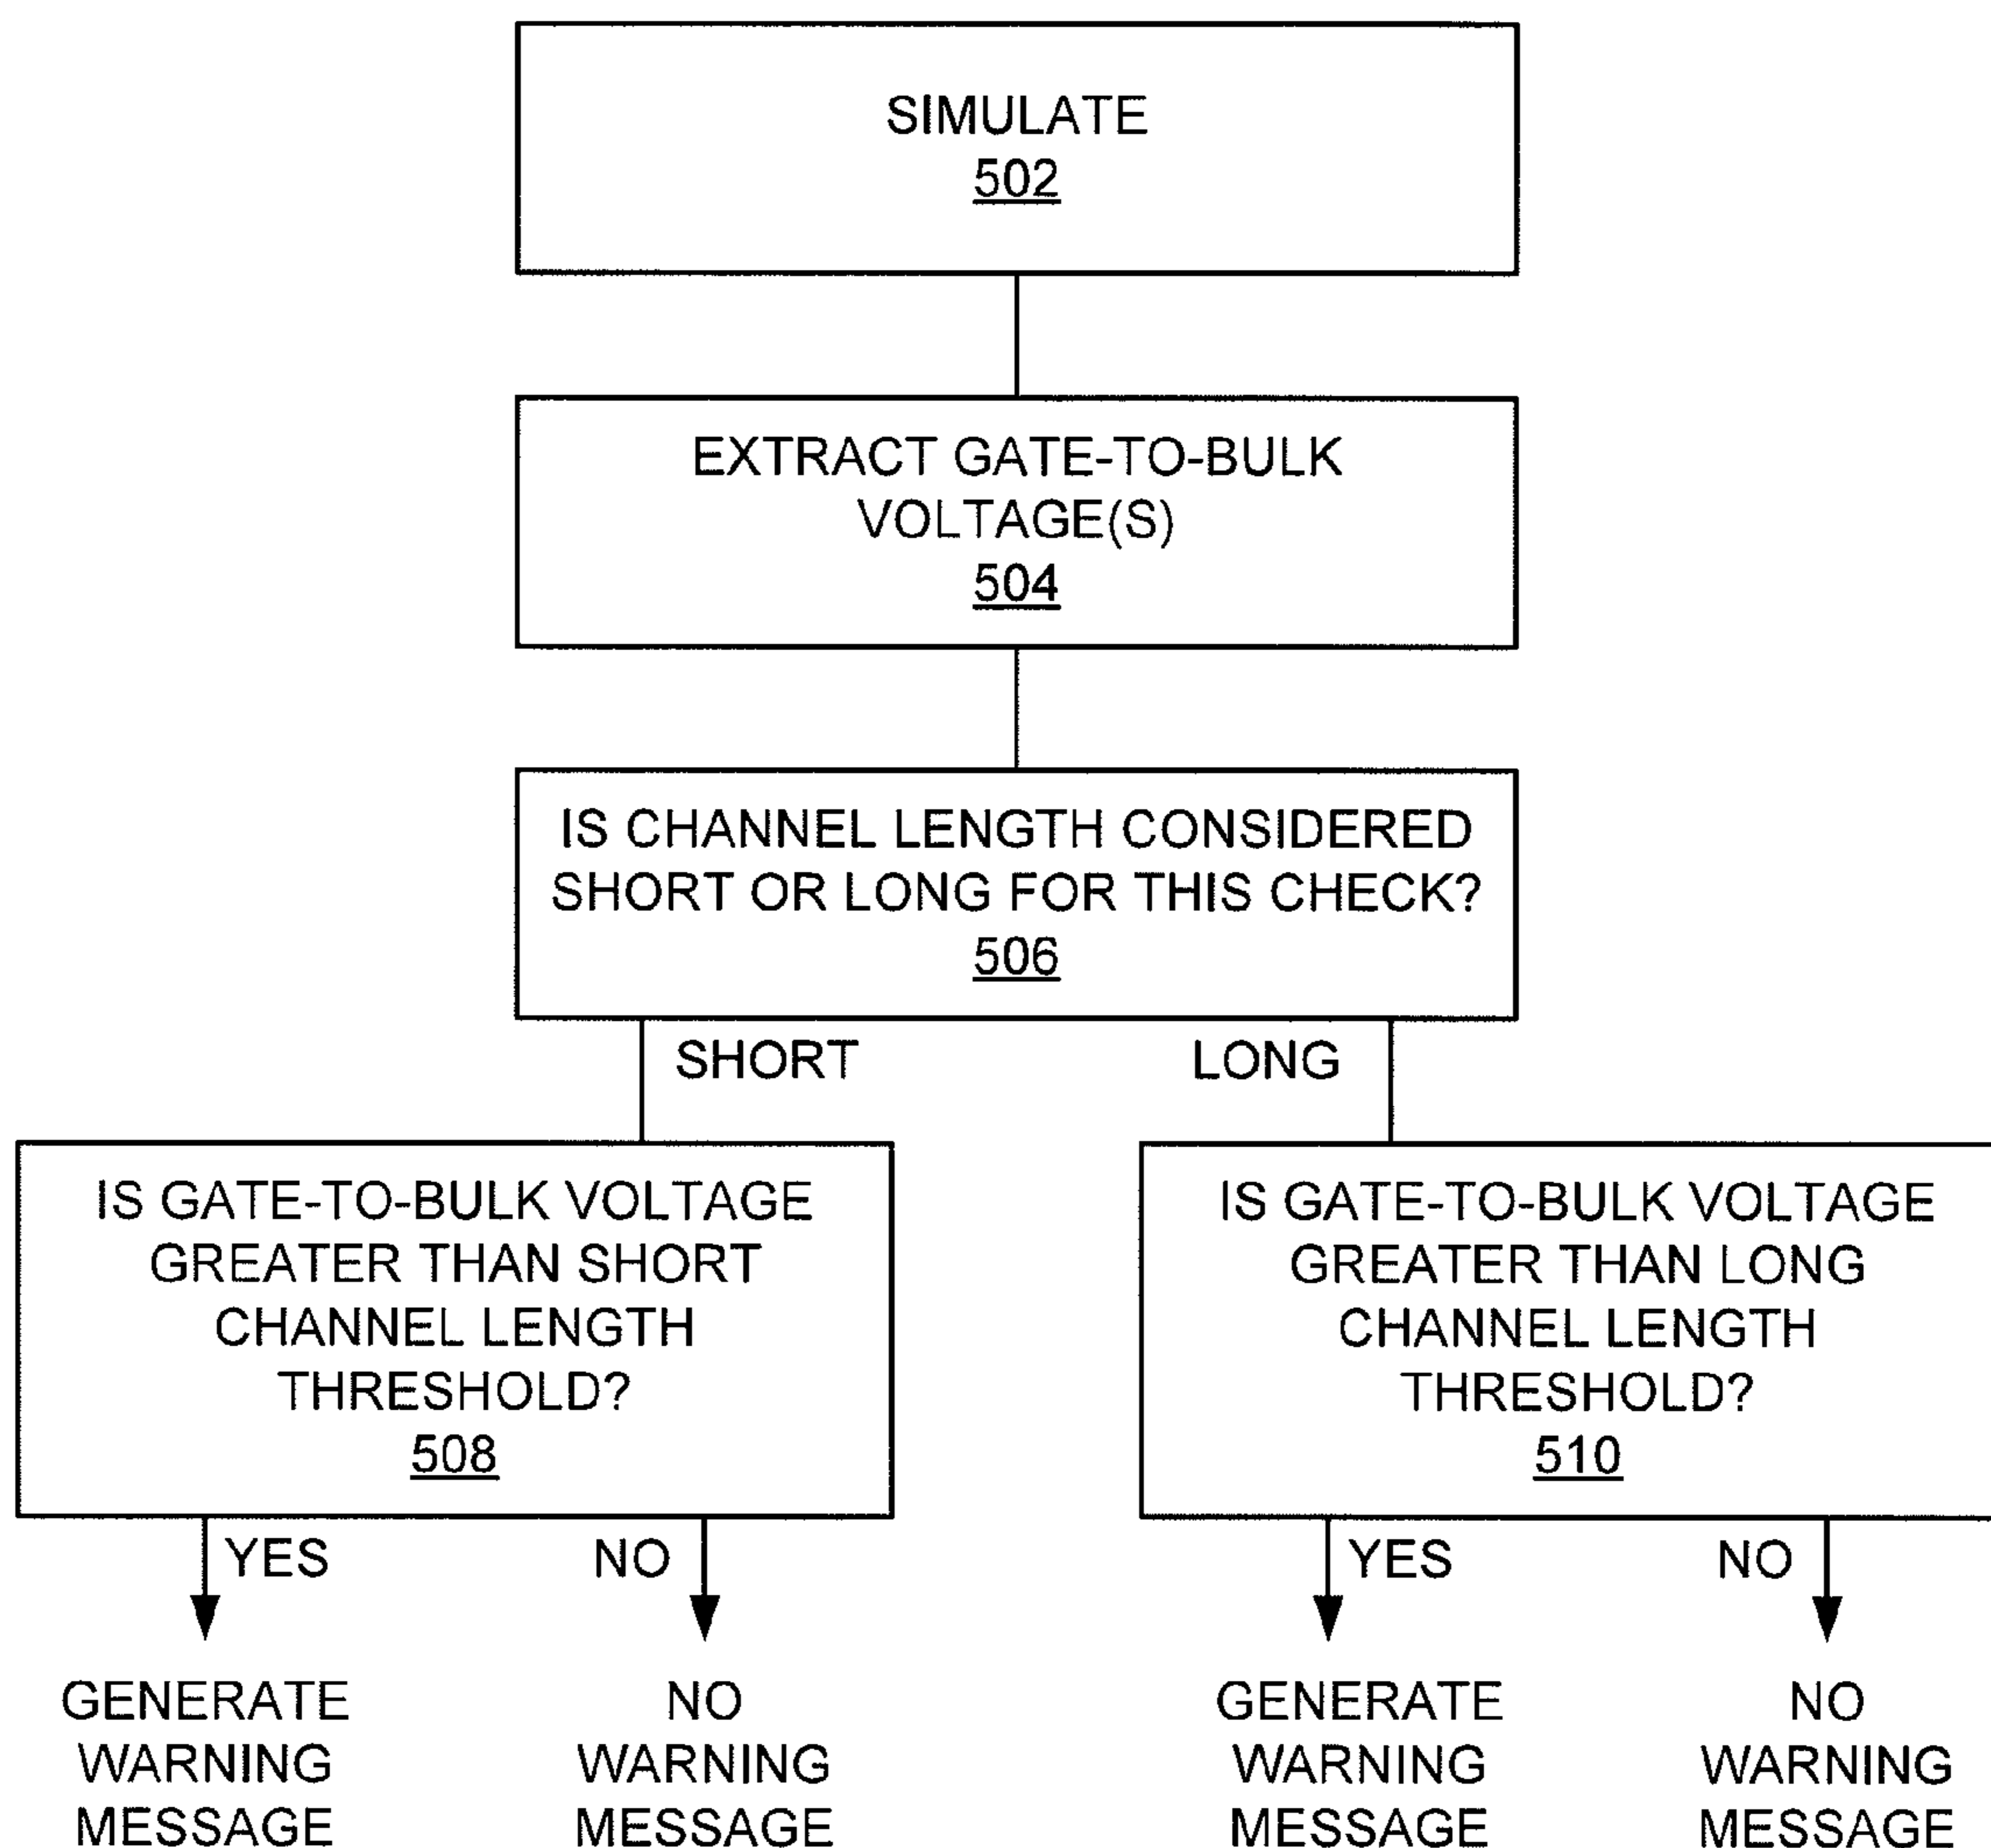 SIMULATE
502
EXTRACT GATE-TO-BULK
VOLTAGE(S)
504
IS CHANNEL LENGTH CONSIDERED
SHORT OR LONG FOR THIS CHECK?
506
SHORT
LONG
IS GATE-TO-BULK VOLTAGE
GREATER THAN SHORT
CHANNEL LENGTH
THRESHOLD?
508
IS GATE-TO-BULK VOLTAGE
GREATER THAN LONG
CHANNEL LENGTH
THRESHOLD?
510
YES
NO
YES
NO
GENERATE
WARNING
MESSAGE
NO
WARNING
MESSAGE
GENERATE
WARNING
MESSAGE
NO
WARNING
MESSAGE